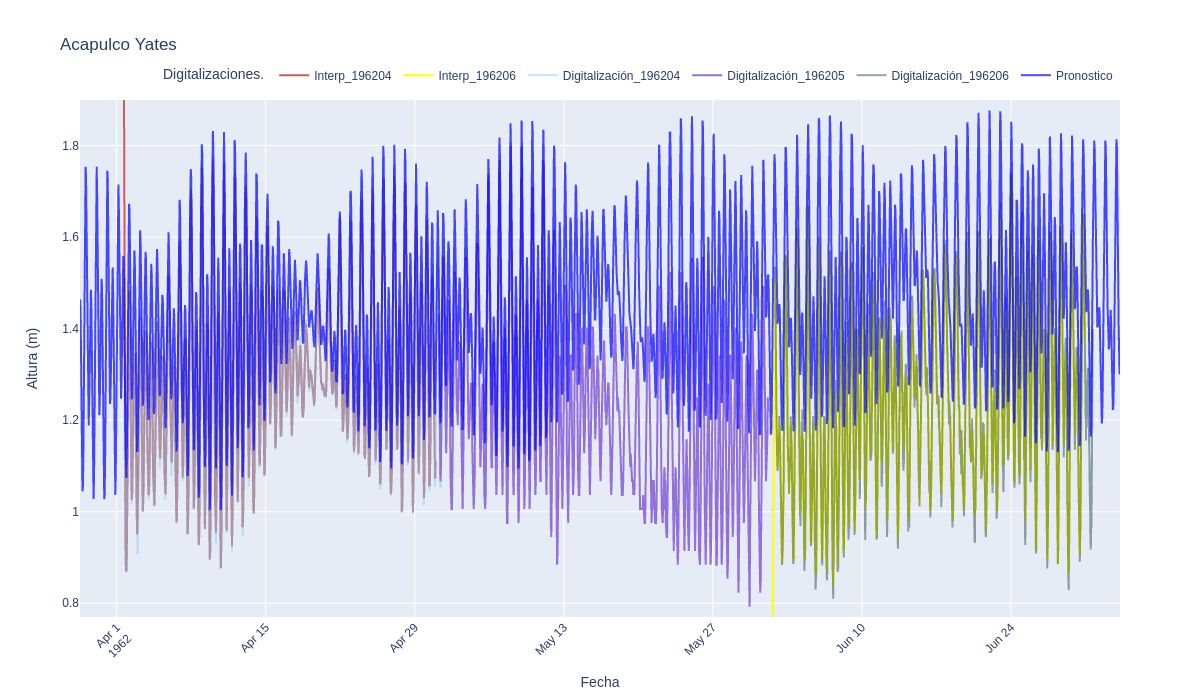 Acapulco Yates
Digitalizaciones. Interp_196204 Interp_196206 Digitalización_196204 Digitalización_196205 Digitalización_196206 Pronostico
1.8
1.6
1.4
1.2
1
0.8
Altura (m)
Apr 1
1962
Apr 15
Apr 29
May 13
May 27
Jun 10
Jun 24
Fecha